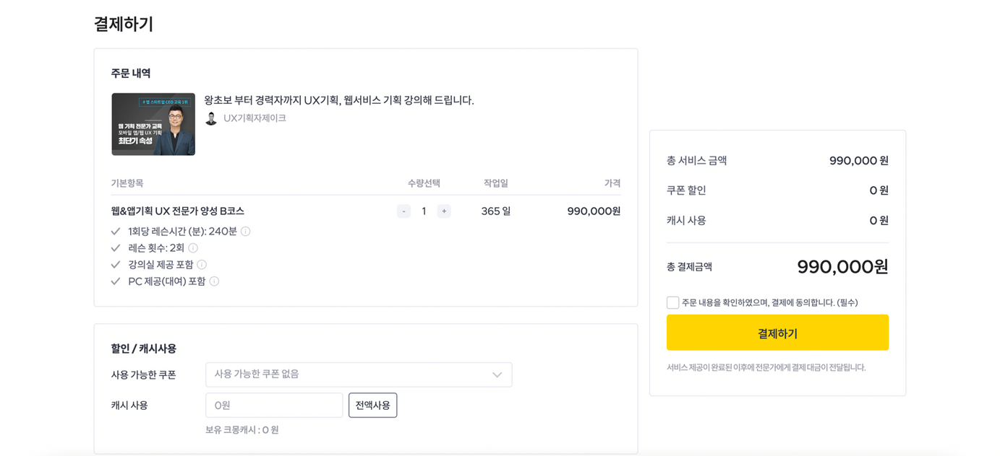 결제하기
주문 내역
# 웹 스타트업 CEO 교육 1위
웹 기획 전문가 교육
모바일 앱/웹 UX 기획
최단기 속성
왕초보 부터 경력자까지 UX기획, 웹서비스 기획 강의해 드립니다.
UX기획자제이크
기본항목 수량선택 작업일 가격
웹&앱기획 UX 전문가 양성 B코스 - 1 + 365 일 990,000원
1회당 레슨시간 (분): 240분
레슨 횟수: 2회
강의실 제공 포함
PC 제공(대여) 포함
할인 / 캐시사용
사용 가능한 쿠폰 사용 가능한 쿠폰 없음
캐시 사용 0원 전액사용
보유 크몽캐시 : 0 원
총 서비스 금액 990,000 원
쿠폰 할인 0 원
캐시 사용 0 원
총 결제금액 990,000원
주문 내용을 확인하였으며, 결제에 동의합니다. (필수)
결제하기
서비스 제공이 완료된 이후에 전문가에게 결제 대금이 전달됩니다.